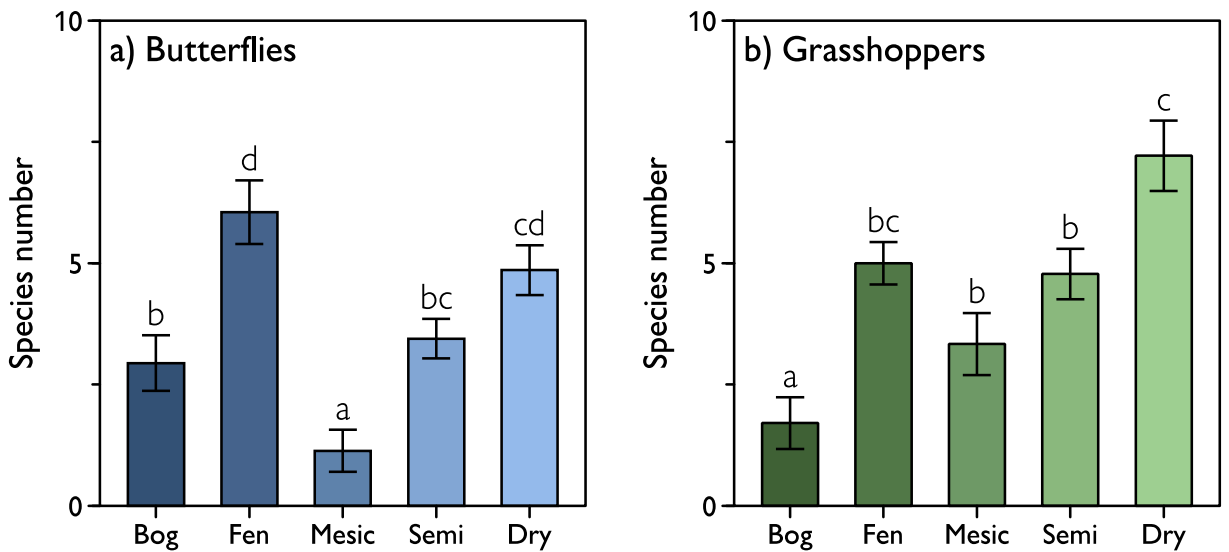 a) Butterflies
Species number
10
5
0
b
d
a
bc
cd
Bog Fen Mesic Semi Dry
b) Grasshoppers
Species number
10
5
0
a
bc
b
b
c
Bog Fen Mesic Semi Dry